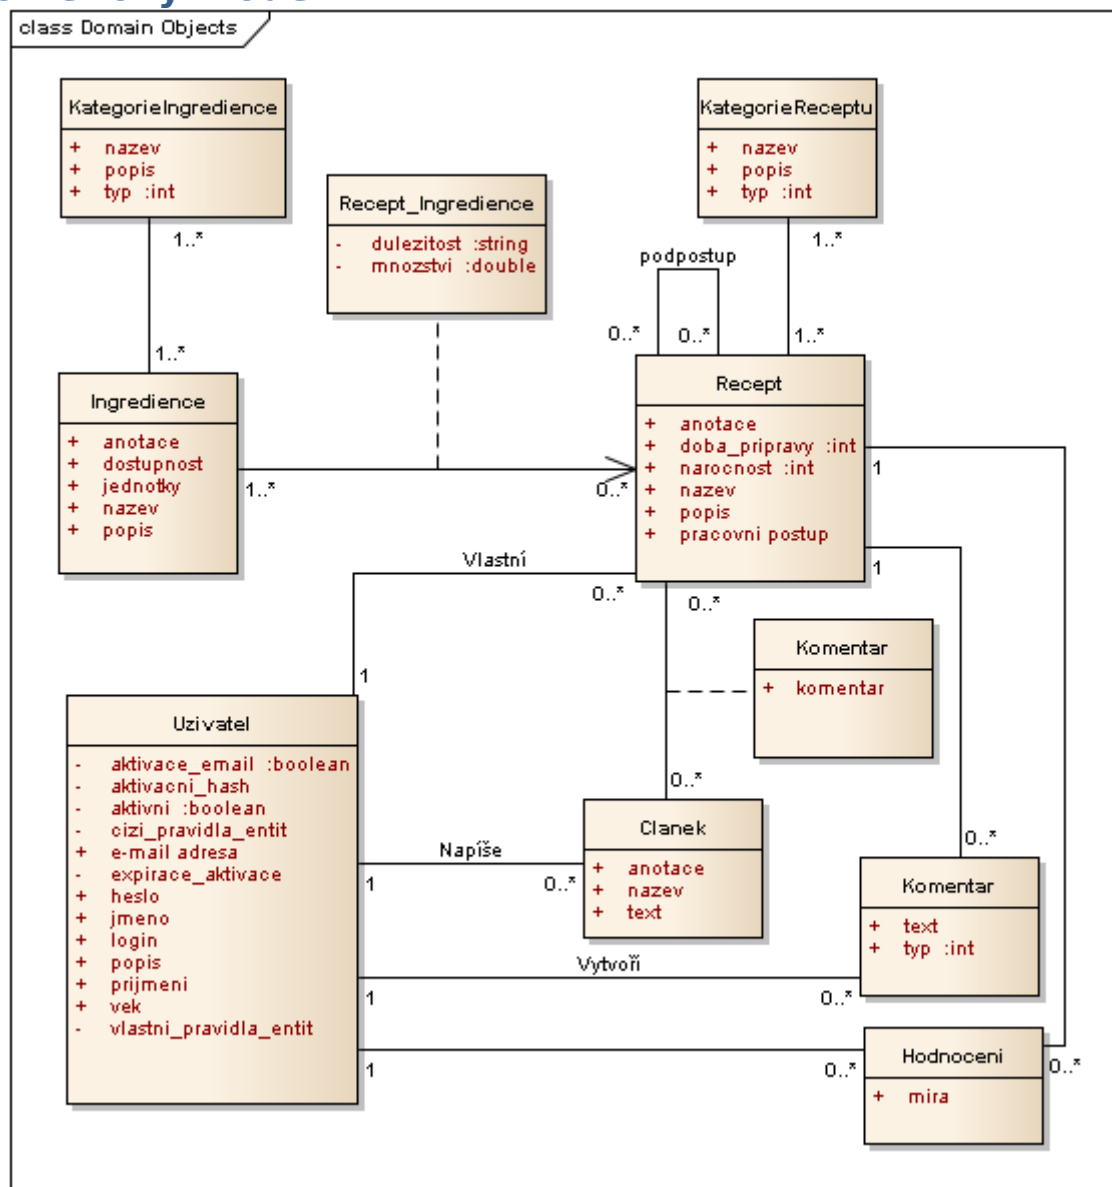 class Domain Objects
KategorieIngredience
+ nazev
+ popis
+ typ :int
1..*
1..*
KategorieReceptu
+ nazev
+ popis
+ typ :int
1..*
1..*
Recept_Ingredience
- dulezitost :string
- mnozstvi :double
podpostup
0..*
0..*
Ingredience
+ anotace
+ dostupnost
+ jednotky
+ nazev
+ popis
1..*
0..*
Recept
+ anotace
+ doba_pripravy :int
+ narocnost :int
+ nazev
+ popis
+ pracovni postup
1
1
Vlastní
0..*
0..*
1
Komentar
+ komentar
Uzivatel
- aktivace_email :boolean
- aktivacni_hash
- aktivni :boolean
- cizi_pravidla_entit
+ e-mail adresa
- expirace_aktivace
+ heslo
+ jmeno
+ login
+ popis
+ prijmeni
+ vek
- vlastni_pravidla_entit
0..*
Clanek
+ anotace
+ nazev
+ text
Napíše
1
0..*
0..*
Komentar
+ text
+ typ :int
Vytvoří
1
0..*
Hodnoceni
+ mira
1
0..*
0..*